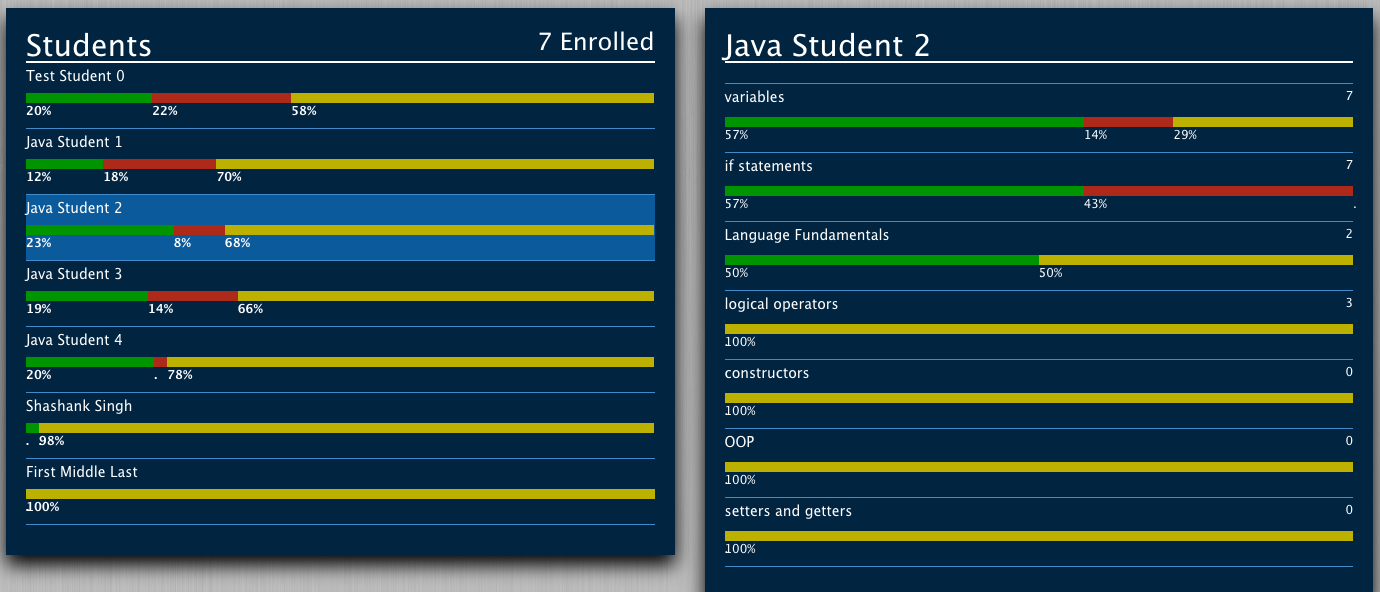 Students 7 Enrolled
Test Student 0
20% 22% 58%
Java Student 1
12% 18% 70%
Java Student 2
23% 8% 68%
Java Student 3
19% 14% 66%
Java Student 4
20% . 78%
Shashank Singh
. 98%
First Middle Last
100%
Java Student 2
variables 7
57% 14% 29%
if statements 7
57% 43% .
Language Fundamentals 2
50% 50%
logical operators 3
100%
constructors 0
100%
OOP 0
100%
setters and getters 0
100%